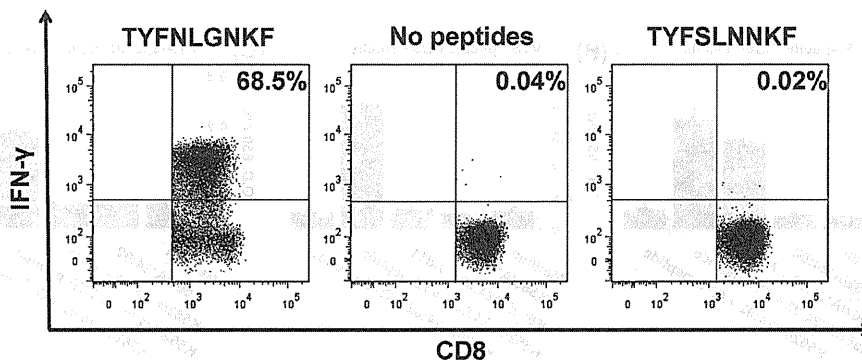 TYFNLGNKF No peptides TYFSLNNKF
68.5% 0.04% 0.02%
10⁵ 10⁵ 10⁵
10⁴ 10⁴ 10⁴
10³ 10³ 10³
10² 10² 10²
0 0 0
0 10² 10³ 10⁴ 10⁵ 0 10² 10³ 10⁴ 10⁵ 0 10² 10³ 10⁴ 10⁵
IFN-γ
CD8